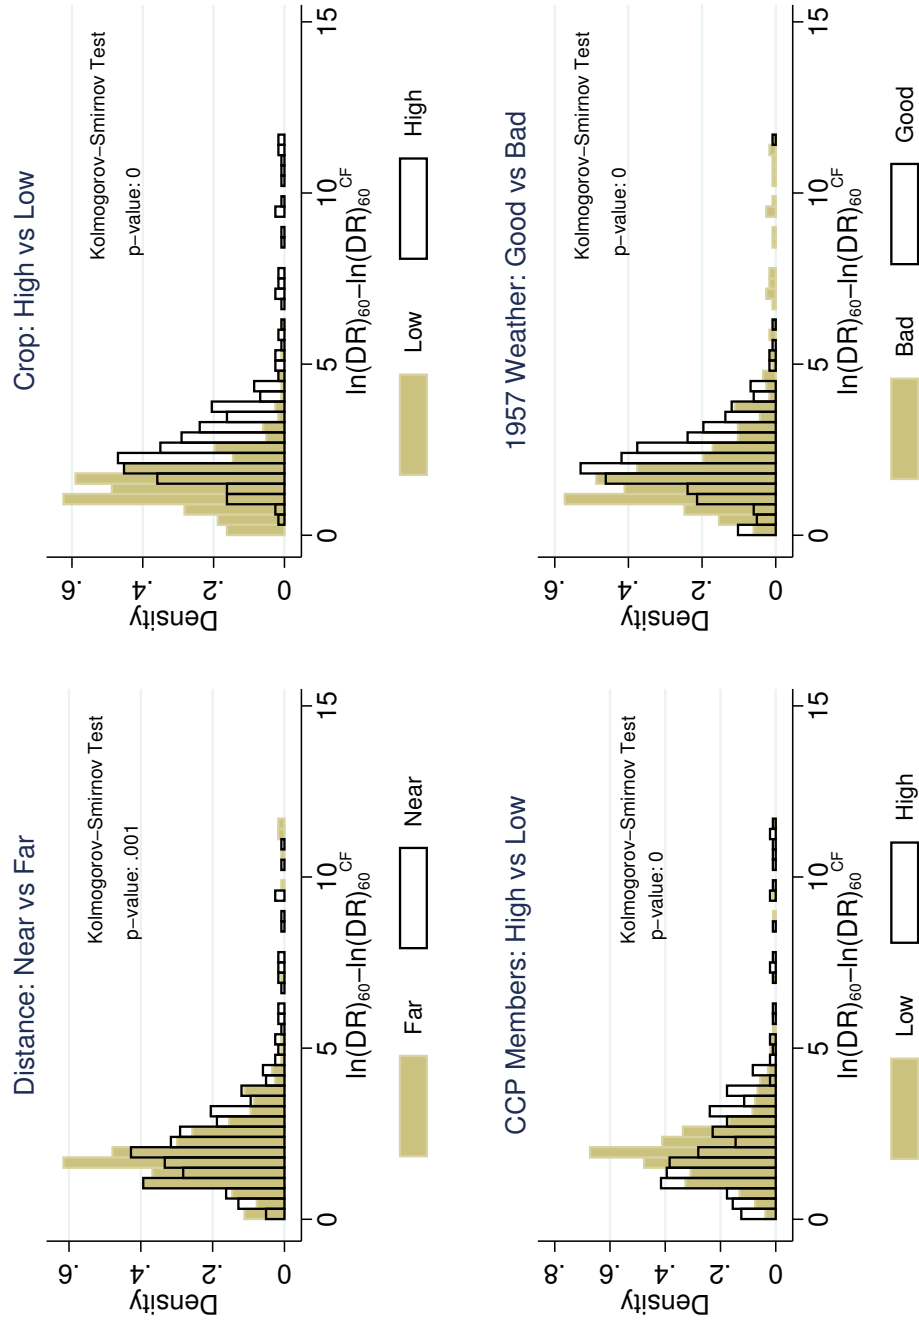 Distance: Near vs Far
Density
0 .2 .4 .6
Kolmogorov−Smirnov Test
p−value: .001
0 5 10 15
ln(DR)60−ln(DR)60CF
Far Near
Crop: High vs Low
Density
0 .2 .4 .6
Kolmogorov−Smirnov Test
p−value: 0
0 5 10 15
ln(DR)60−ln(DR)60CF
Low High
CCP Members: High vs Low
Density
0 .2 .4 .6 .8
Kolmogorov−Smirnov Test
p−value: 0
0 5 10 15
ln(DR)60−ln(DR)60CF
Low High
1957 Weather: Good vs Bad
Density
0 .2 .4 .6
Kolmogorov−Smirnov Test
p−value: 0
0 5 10 15
ln(DR)60−ln(DR)60CF
Bad Good